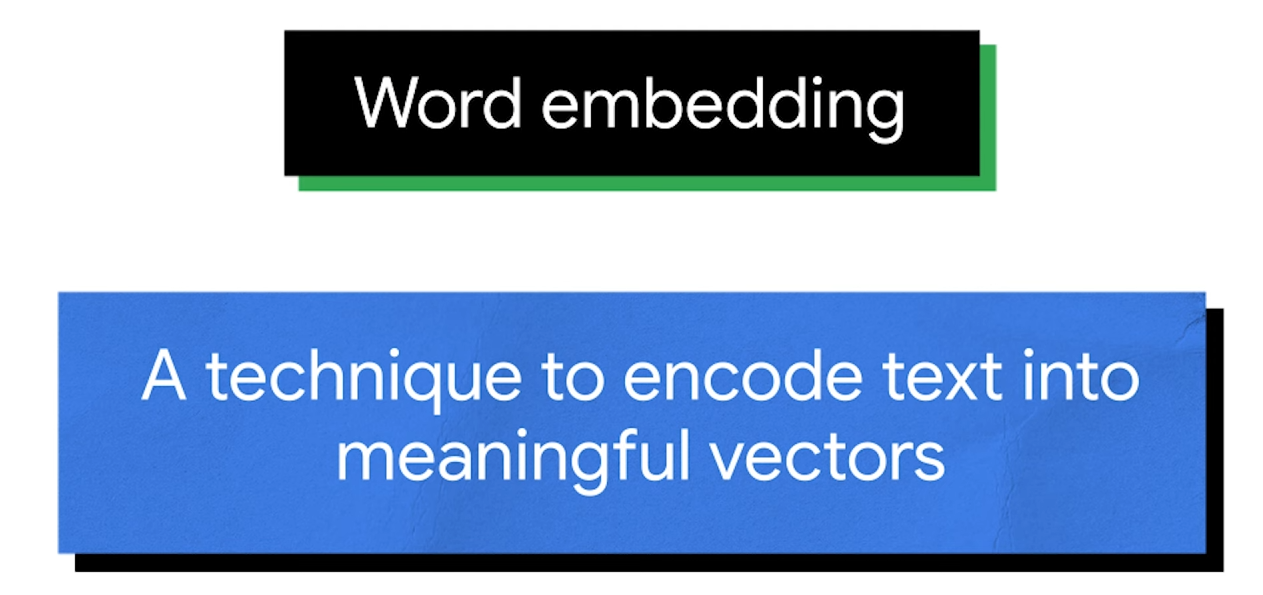 Word embedding
A technique to encode text into
meaningful vectors